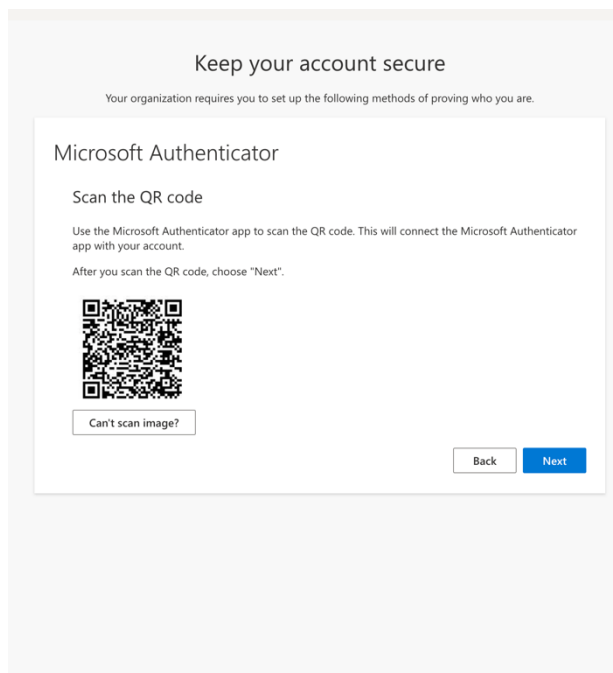 Keep your account secure
Your organization requires you to set up the following methods of proving who you are.
Microsoft Authenticator
Scan the QR code
Use the Microsoft Authenticator app to scan the QR code. This will connect the Microsoft Authenticator
app with your account.
After you scan the QR code, choose "Next".
Can't scan image?
Back
Next